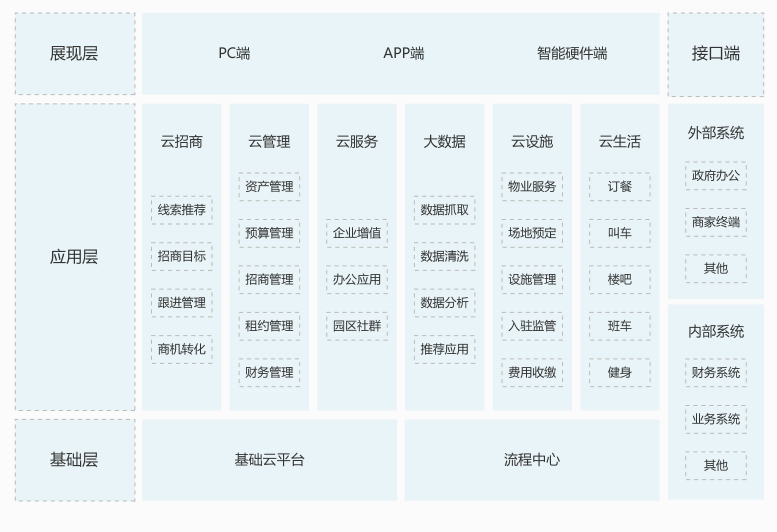 展现层
PC端
APP端
智能硬件端
接口端
应用层
云招商
线索推荐
招商目标
跟进管理
商机转化
云管理
资产管理
预算管理
招商管理
租约管理
财务管理
云服务
企业增值
办公应用
园区社群
大数据
数据抓取
数据清洗
数据分析
推荐应用
云设施
物业服务
场地预定
设施管理
入驻监管
费用收缴
云生活
订餐
叫车
楼吧
班车
健身
外部系统
政府办公
商家终端
其他
内部系统
财务系统
业务系统
其他
基础层
基础云平台
流程中心